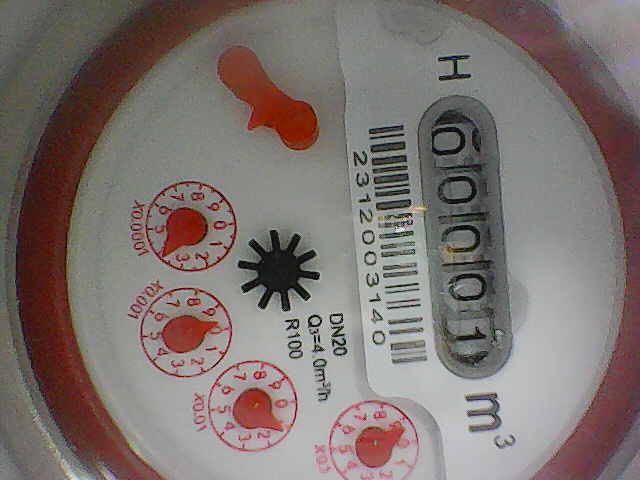 H
00001
m³
2312003140
DN20
Q3=4.0m³/h
R100
X0.0001
X0.001
X0.01
X0.1